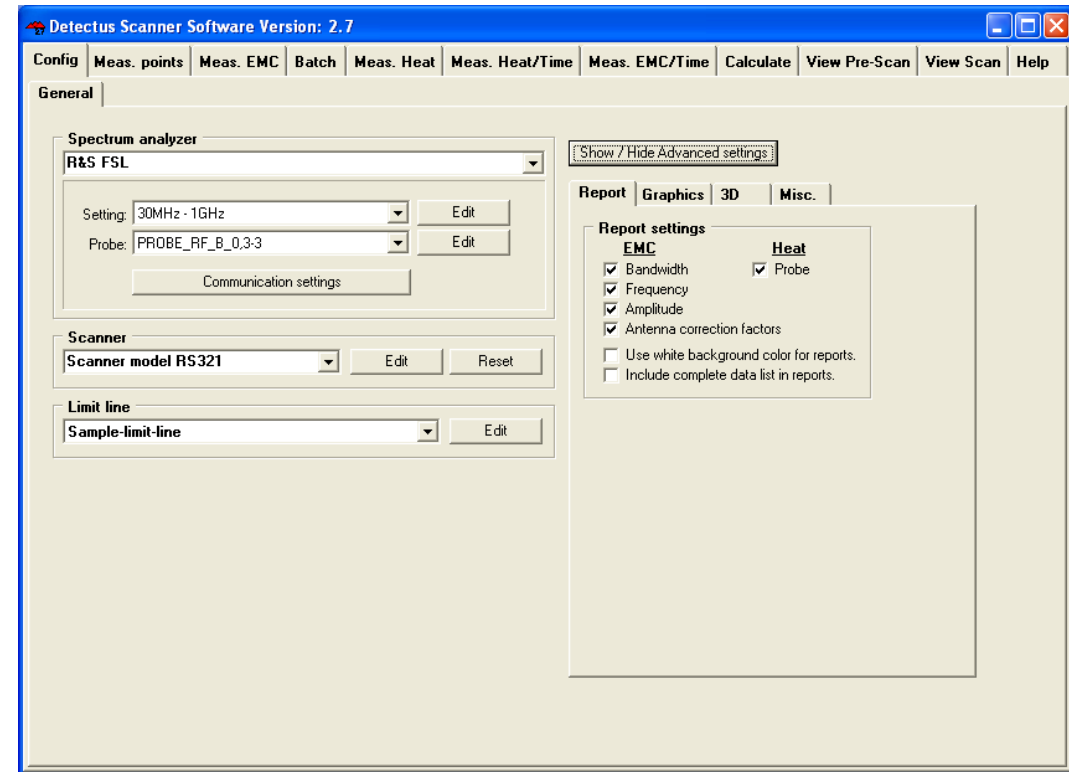 Detectus Scanner Software Version: 2.7
Config Meas. points Meas. EMC Batch Meas. Heat Meas. Heat/Time Meas. EMC/Time Calculate View Pre-Scan View Scan Help
General
Spectrum analyzer
R&S FSL
Setting: 30MHz - 1GHz Edit
Probe: PROBE_RF_B_0,3-3 Edit
Communication settings
Scanner
Scanner model RS321 Edit Reset
Limit line
Sample-limit-line Edit
Show / Hide Advanced settings
Report Graphics 3D Misc.
Report settings
EMC Heat
Bandwidth Probe
Frequency
Amplitude
Antenna correction factors
Use white background color for reports.
Include complete data list in reports.